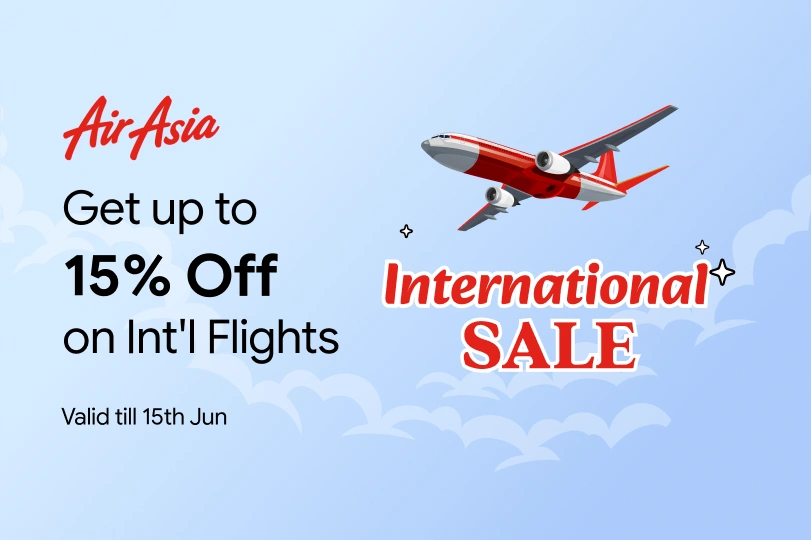 AirAsia
Get up to
15% Off
on Int'l Flights
Valid till 15th Jun
International
SALE